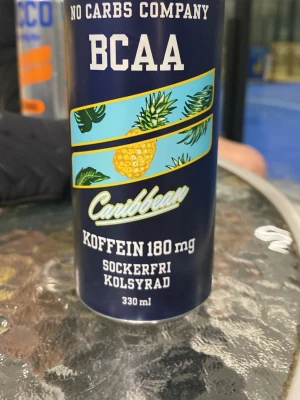 NO CARBS COMPANY
BCAA
Caribbean
KOFFEIN 180 mg
SOCKERFRI
KOLSYRAD
330 ml